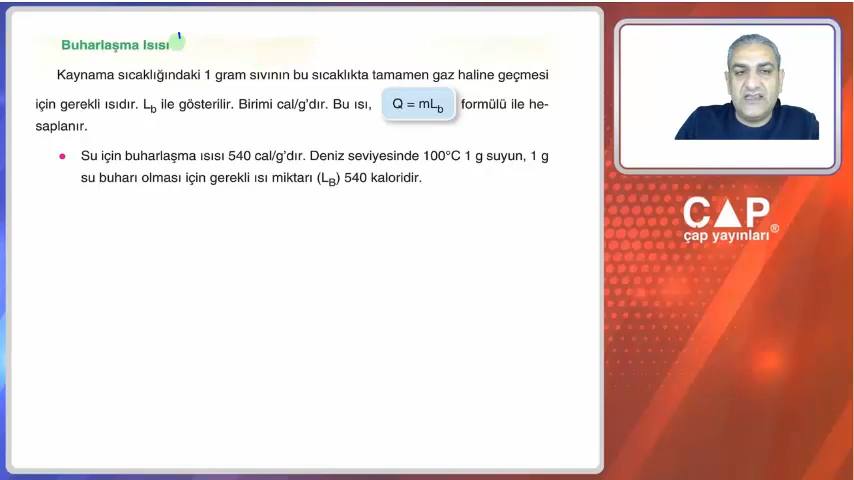 Buharlaşma Isısı
Kaynama sıcaklığındaki 1 gram sıvının bu sıcaklıkta tamamen gaz haline geçmesi
için gerekli ısıdır. Lb ile gösterilir. Birimi cal/g'dır. Bu ısı, Q = mLb formülü ile he-
saplanır.
• Su için buharlaşma ısısı 540 cal/g'dır. Deniz seviyesinde 100°C 1 g suyun, 1 g
su buharı olması için gerekli ısı miktarı (LB) 540 kaloridir.
ÇAP
çap yayınları®